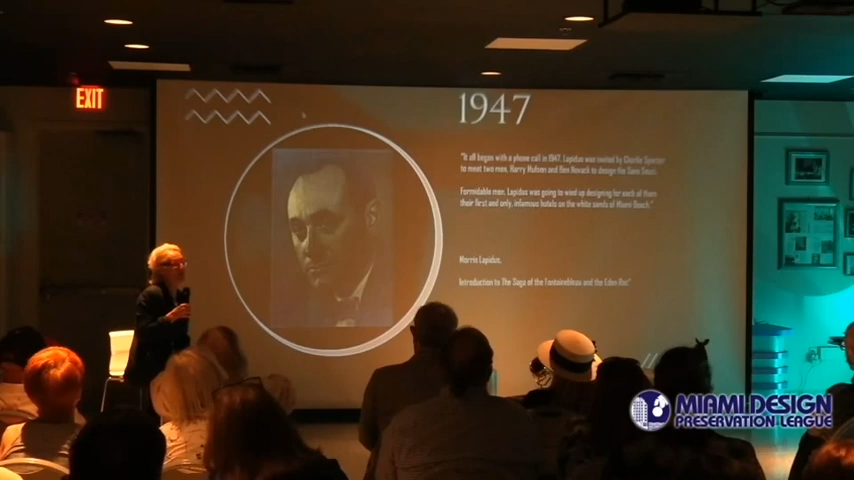 EXIT
1947
"It all began with a phone call in 1947. Lapidus was invited by Charlie Spector
to meet two men, Harry Mufson and Ben Novack to design the Sans Souci.
Formidable men, Lapidus was going to wind up designing for each of them
their first and only, infamous hotels on the white sands of Miami Beach."
Morris Lapidus,
Introduction to The Saga of the Fontainebleau and the Eden Roc"
MIAMI DESIGN
PRESERVATION LEAGUE